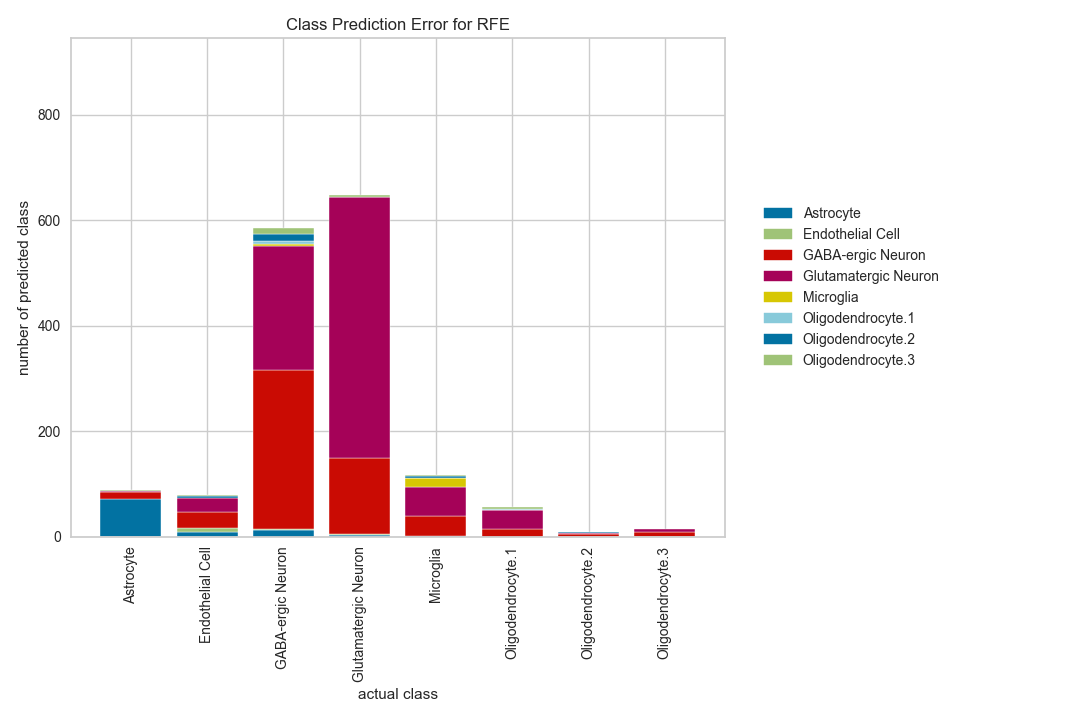 Class Prediction Error for RFE
number of predicted class
800
600
400
200
0
Astrocyte
Endothelial Cell
GABA-ergic Neuron
Glutamatergic Neuron
Microglia
Oligodendrocyte.1
Oligodendrocyte.2
Oligodendrocyte.3
actual class
Astrocyte
Endothelial Cell
GABA-ergic Neuron
Glutamatergic Neuron
Microglia
Oligodendrocyte.1
Oligodendrocyte.2
Oligodendrocyte.3